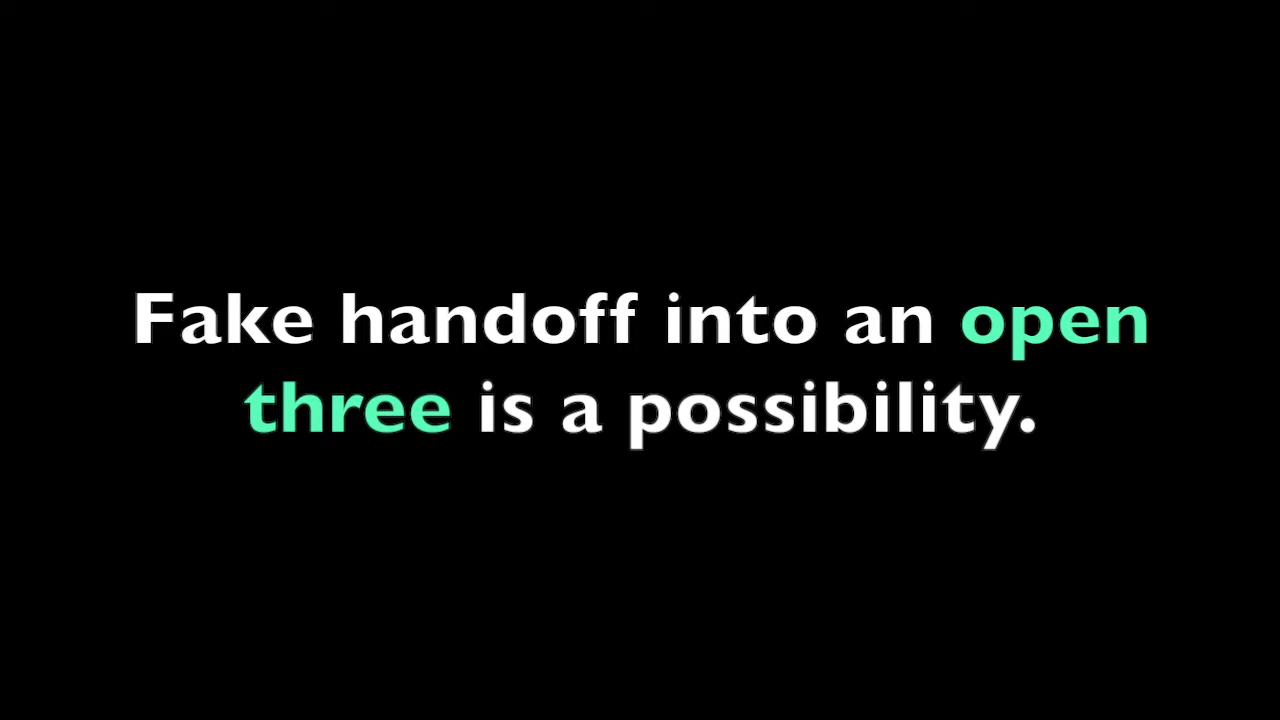 Fake handoff into an open
three is a possibility.